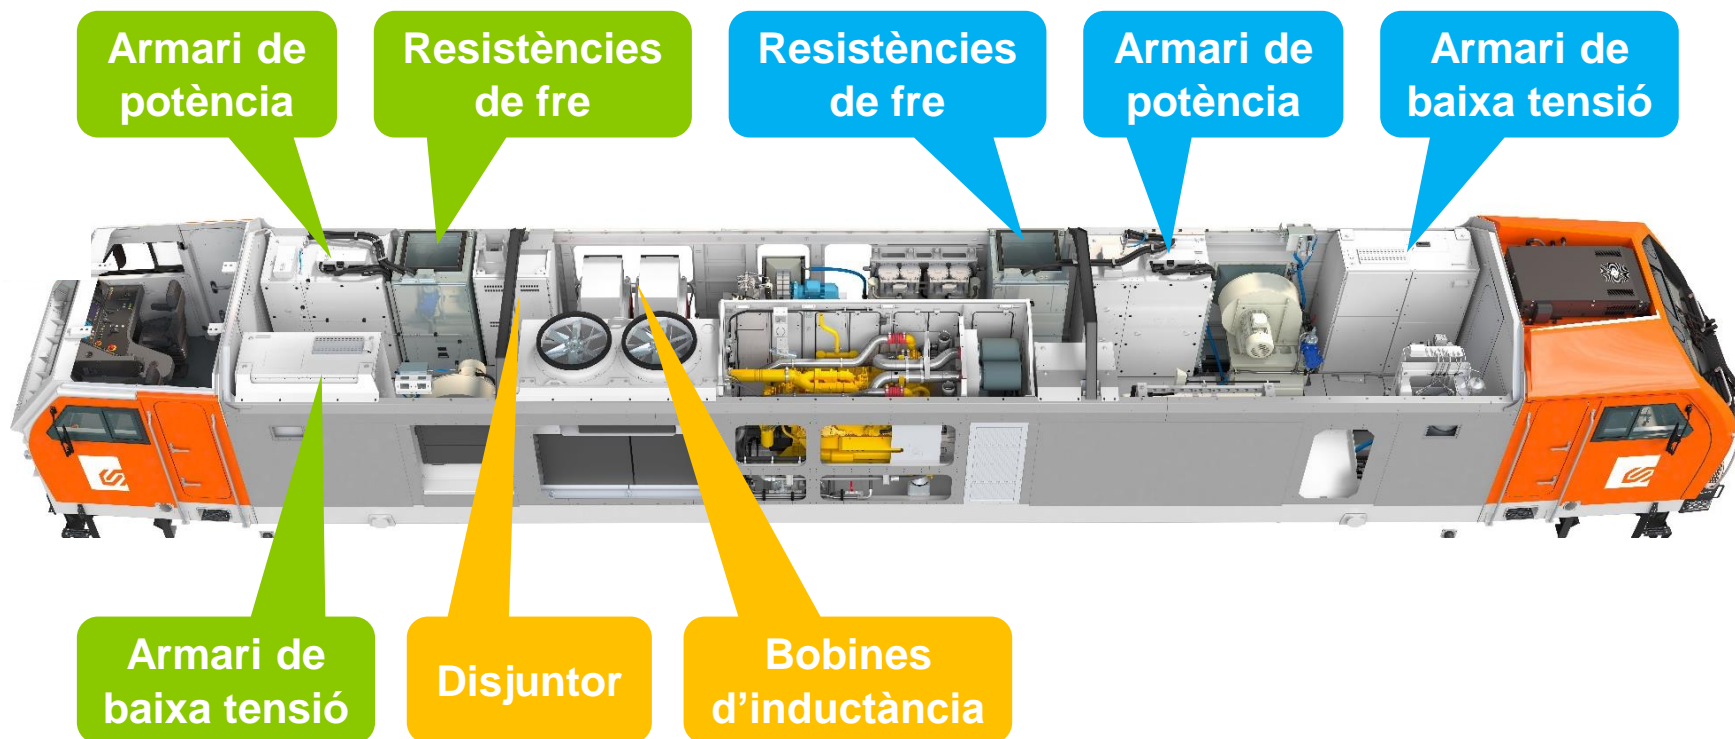 Armari de
potència
Resistències
de fre
Resistències
de fre
Armari de
potència
Armari de
baixa tensió
Armari de
baixa tensió
Disjuntor
Bobines
d’inductància